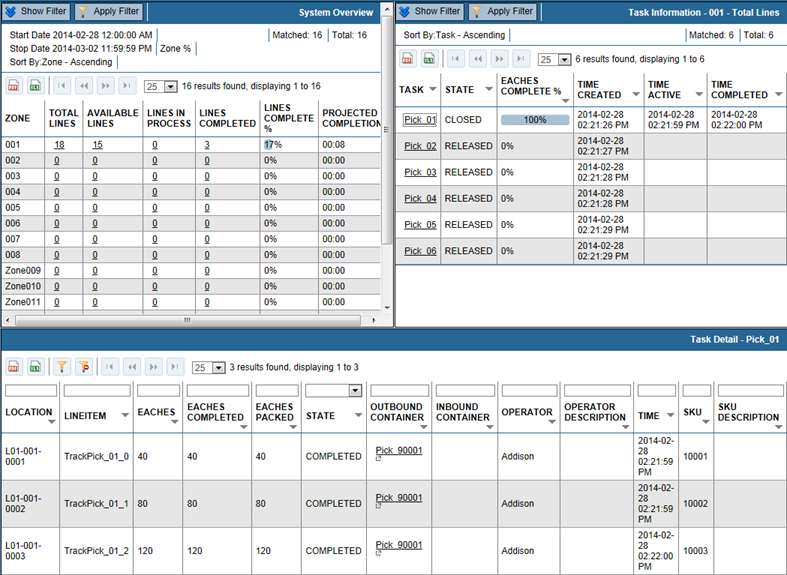 Show Filter Apply Filter System Overview
Start Date 2014-02-28 12:00:00 AM
Stop Date 2014-03-02 11:59:59 PM Zone %
Sort By:Zone - Ascending
Matched: 16 Total: 16
25 16 results found, displaying 1 to 16
ZONE TOTAL LINES AVAILABLE LINES LINES IN PROCESS LINES COMPLETED LINES COMPLETE % PROJECTED COMPLETION
001 18 15 0 3 17% 00:08
002 0 0 0 0 0% 00:00
003 0 0 0 0 0% 00:00
004 0 0 0 0 0% 00:00
005 0 0 0 0 0% 00:00
006 0 0 0 0 0% 00:00
007 0 0 0 0 0% 00:00
008 0 0 0 0 0% 00:00
Zone009 0 0 0 0 0% 00:00
Zone010 0 0 0 0 0% 00:00
Zone011 0 0 0 0 0% 00:00
Show Filter Apply Filter Task Information - 001 - Total Lines
Sort By:Task - Ascending Matched: 6 Total: 6
25 6 results found, displaying 1 to 6
TASK STATE EACHES COMPLETE % TIME CREATED TIME ACTIVE TIME COMPLETED
Pick_01 CLOSED 100% 2014-02-28 02:21:26 PM 2014-02-28 02:21:59 PM 2014-02-28 02:22:00 PM
Pick_02 RELEASED 0% 2014-02-28 02:21:27 PM
Pick_03 RELEASED 0% 2014-02-28 02:21:28 PM
Pick_04 RELEASED 0% 2014-02-28 02:21:28 PM
Pick_05 RELEASED 0% 2014-02-28 02:21:29 PM
Pick_06 RELEASED 0% 2014-02-28 02:21:29 PM
Task Detail - Pick_01
25 3 results found, displaying 1 to 3
LOCATION LINEITEM EACHES EACHES COMPLETED EACHES PACKED STATE OUTBOUND CONTAINER INBOUND CONTAINER OPERATOR OPERATOR DESCRIPTION TIME SKU SKU DESCRIPTION
L01-001-0001 TrackPick_01_0 40 40 40 COMPLETED Pick_90001 Addison 2014-02-28 02:21:59 PM 10001
L01-001-0002 TrackPick_01_1 80 80 80 COMPLETED Pick_90001 Addison 2014-02-28 02:21:59 PM 10002
L01-001-0003 TrackPick_01_2 120 120 120 COMPLETED Pick_90001 Addison 2014-02-28 02:22:00 PM 10003